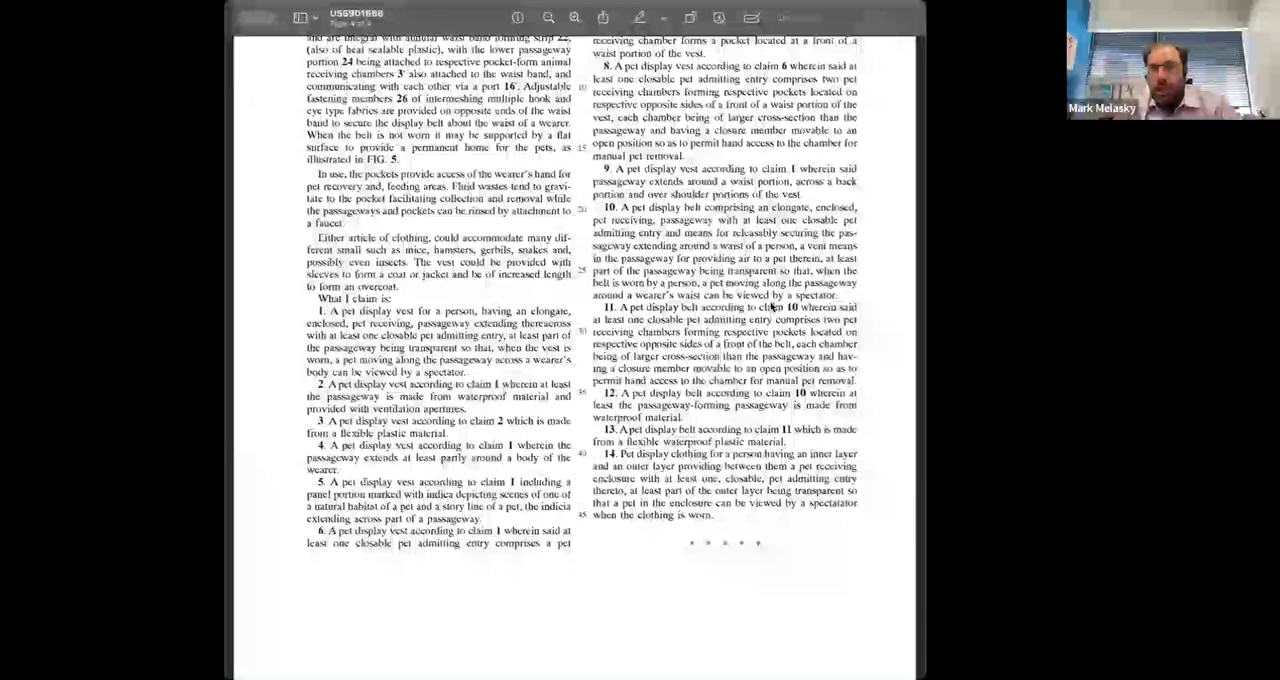 US5901666
Page 4 of 4
Mark Melasky
and are integral with annular waist band forming strip 22,
(also of heat sealable plastic), with the lower passageway
portion 24 being attached to respective pocket-form animal
receiving chambers 3' also attached to the waist band, and
communicating with each other via a port 16'. Adjustable
fastening members 26 of intermeshing multiple hook and
eye type fabrics are provided on opposite ends of the waist
band to secure the display belt about the waist of a wearer.
When the belt is not worn it may be supported by a flat
surface to provide a permanent home for the pets, as
illustrated in FIG. 5.
In use, the pockets provide access of the wearer's hand for
pet recovery and, feeding areas. Fluid wastes tend to gravi-
tate to the pocket facilitating collection and removal while
the passageways and pockets can be rinsed by attachment to
a faucet.
Either article of clothing, could accommodate many dif-
ferent small such as mice, hamsters, gerbils, snakes and,
possibly even insects. The vest could be provided with
sleeves to form a coat or jacket and be of increased length
to form an overcoat.
What I claim is:
1. A pet display vest for a person, having an elongate,
enclosed, pet receiving, passageway extending thereacross
with at least one closable pet admitting entry, at least part of
the passageway being transparent so that, when the vest is
worn, a pet moving along the passageway across a wearer's
body can be viewed by a spectator.
2. A pet display vest according to claim 1 wherein at least
the passageway is made from waterproof material and
provided with ventilation apertures.
3. A pet display vest according to claim 2 which is made
from a flexible plastic material.
4. A pet display vest according to claim 1 wherein the
passageway extends at least partly around a body of the
wearer.
5. A pet display vest according to claim 1 including a
panel portion marked with indica depicting scenes of one of
a natural habitat of a pet and a story line of a pet, the indicia
extending across part of a passageway.
6. A pet display vest according to claim 1 wherein said at
least one closable pet admitting entry comprises a pet
10
15
20
25
30
35
40
45
receiving chamber forms a pocket located at a front of a
waist portion of the vest.
8. A pet display vest according to claim 6 wherein said at
least one closable pet admitting entry comprises two pet
receiving chambers forming respective pockets located on
respective opposite sides of a front of a waist portion of the
vest, each chamber being of larger cross-section than the
passageway and having a closure member movable to an
open position so as to permit hand access to the chamber for
manual pet removal.
9. A pet display vest according to claim 1 wherein said
passageway extends around a waist portion, across a back
portion and over shoulder portions of the vest.
10. A pet display belt comprising an elongate, enclosed,
pet receiving, passageway with at least one closable pet
admitting entry and means for releasably securing the pas-
sageway extending around a waist of a person, a vent means
in the passageway for providing air to a pet therein, at least
part of the passageway being transparent so that, when the
belt is worn by a person, a pet moving along the passageway
around a wearer's waist can be viewed by a spectator.
11. A pet display belt according to claim 10 wherein said
at least one closable pet admitting entry comprises two pet
receiving chambers forming respective pockets located on
respective opposite sides of a front of the belt, each chamber
being of larger cross-section than the passageway and hav-
ing a closure member movable to an open position so as to
permit hand access to the chamber for manual pet removal.
12. A pet display belt according to claim 10 wherein at
least the passageway-forming passageway is made from
waterproof material.
13. A pet display belt according to claim 11 which is made
from a flexible waterproof plastic material.
14. Pet display clothing for a person having an inner layer
and an outer layer providing between them a pet receiving
enclosure with at least one, closable, pet admitting entry
thereto, at least part of the outer layer being transparent so
that a pet in the enclosure can be viewed by a spectatator
when the clothing is worn.
* * * * *